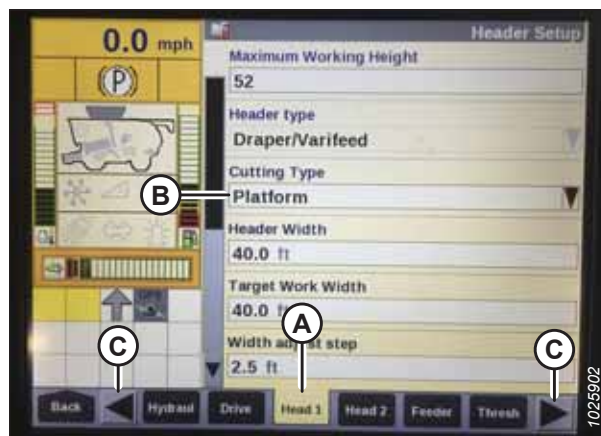 0.0 mph
Header Setup
(P)
Maximum Working Height
52
Header type
Draper/Varifeed
Cutting Type
B
Platform
Header Width
40.0 ft
Target Work Width
40.0 ft
A
Width adjust step
2.5 ft
C
C
Back
Hydraul
Drive
Head 1
Head 2
Feeder
Thresh
1025902